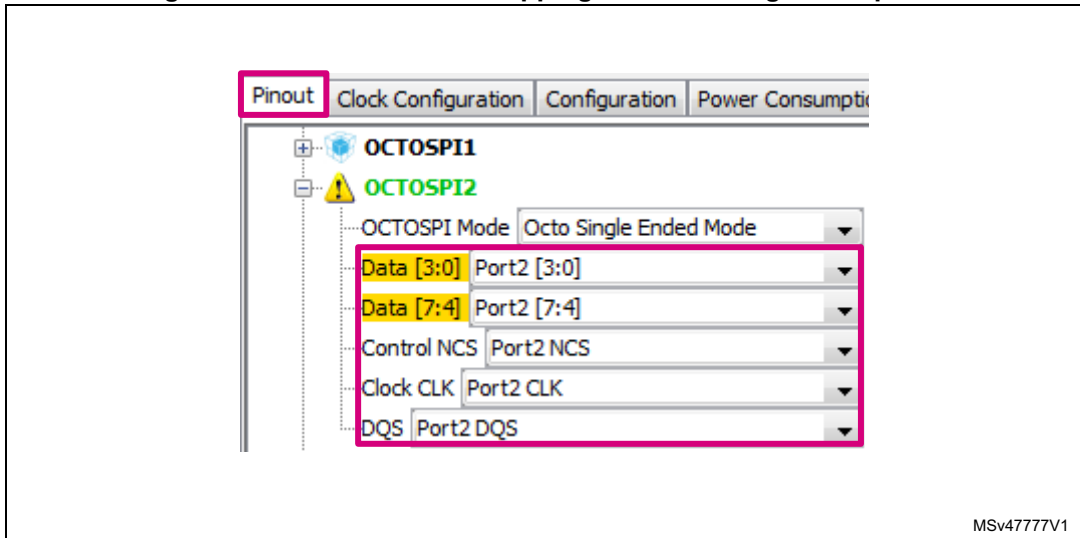 Pinout Clock Configuration Configuration Power
OCTOSPI1
OCTOSPI2
OCTOSPI Mode Octo Single Ended Mode
Data [3:0] Port2 [3:0]
Data [7:4] Port2 [7:4]
Control NCS Port2 NCS
Clock CLK Port2 CLK
DQS Port2 DQS
MSv47777V1